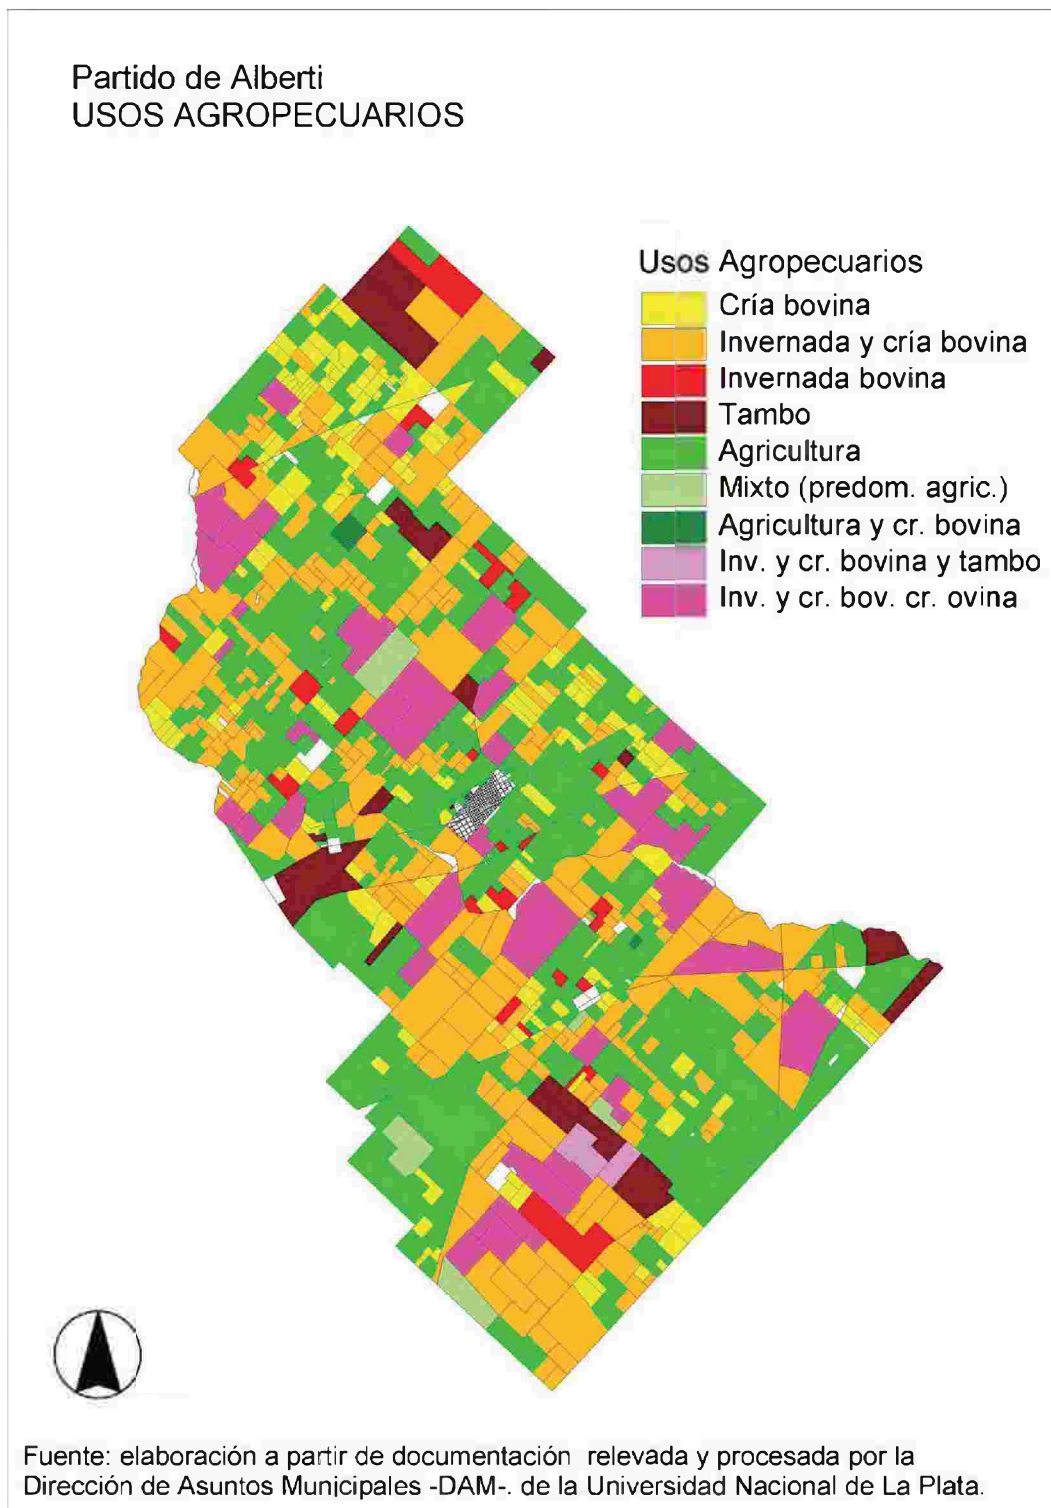 Partido de Alberti
USOS AGROPECUARIOS
Usos Agropecuarios
Cría bovina
Invernada y cría bovina
Invernada bovina
Tambo
Agricultura
Mixto (predom. agric.)
Agricultura y cr. bovina
Inv. y cr. bovina y tambo
Inv. y cr. bov. cr. ovina
Fuente: elaboración a partir de documentación relevada y procesada por la
Dirección de Asuntos Municipales -DAM-. de la Universidad Nacional de La Plata.